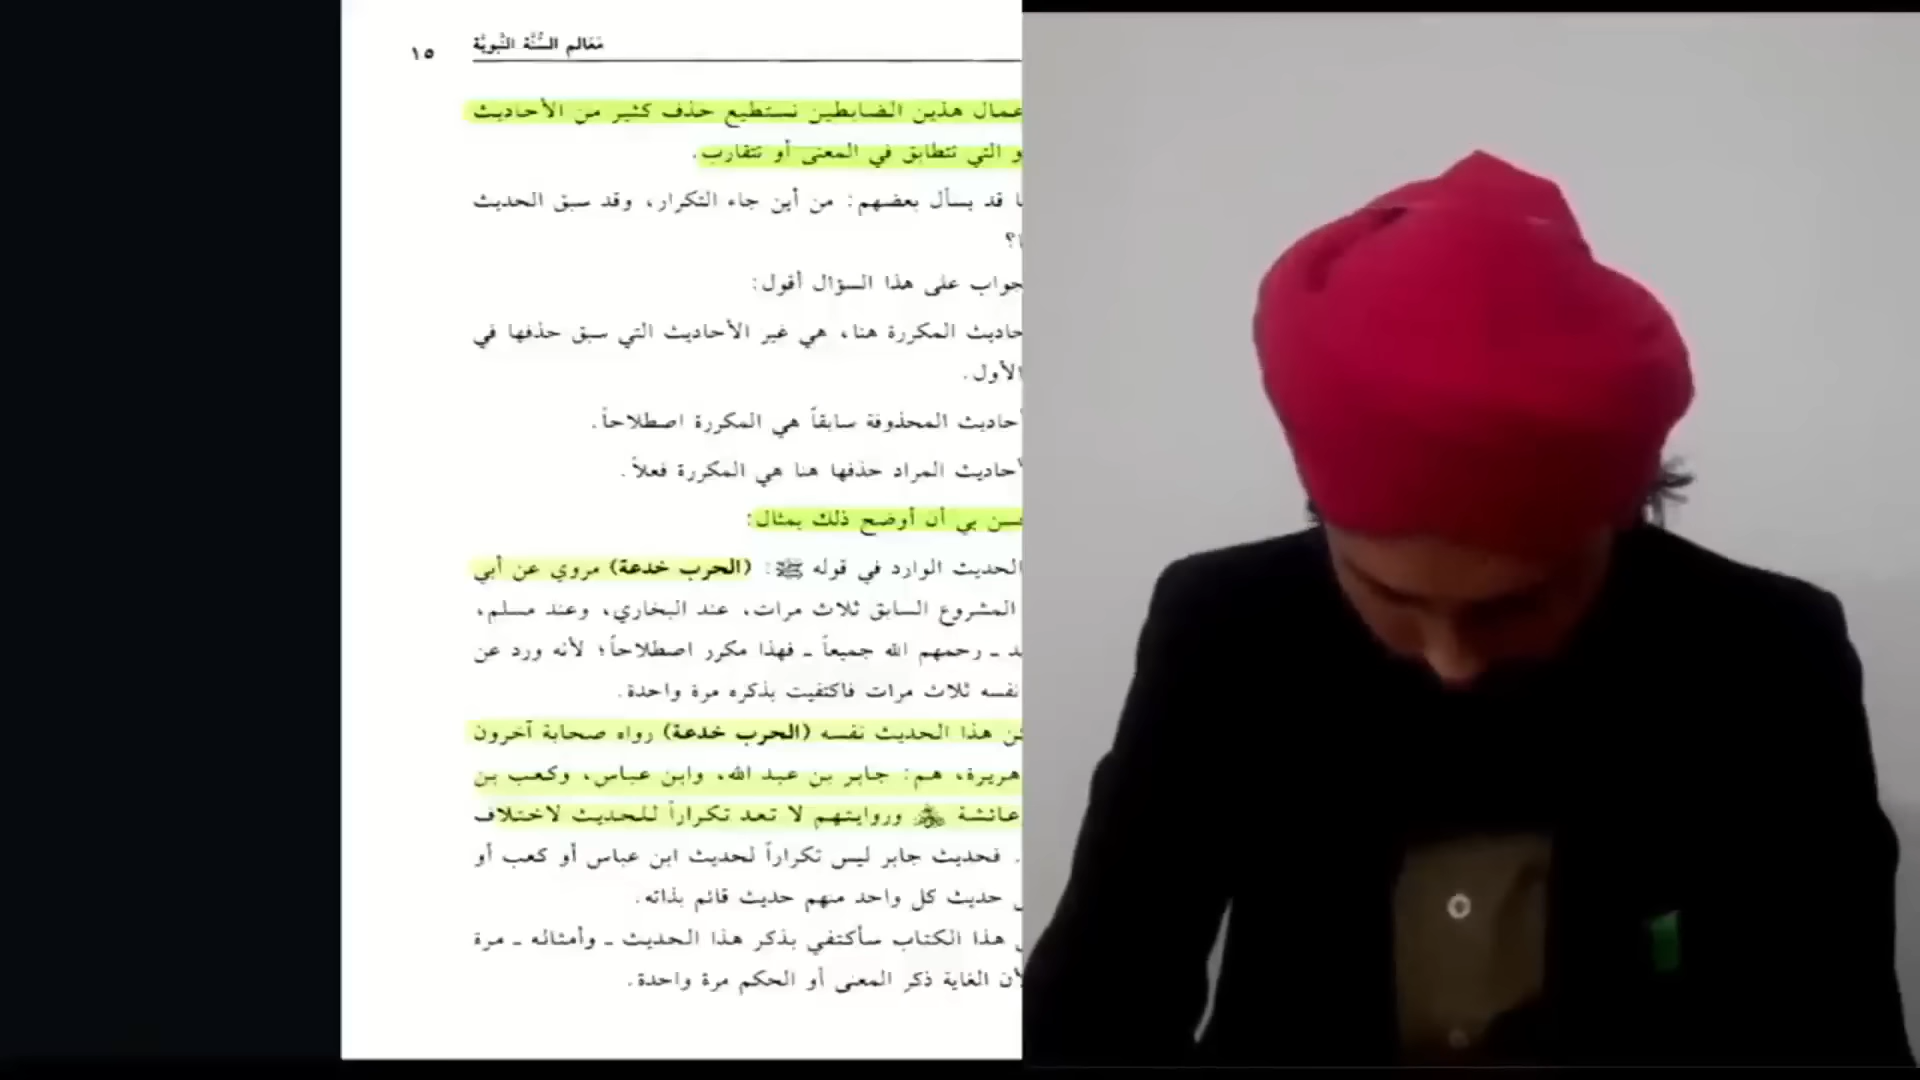 مَعَالم السُّنَّة النَّبويَّة
١٥
عمال هذين الضابطين نستطيع حذف كثير من الأحاديث
و التي تتطابق في المعنى أو تتقارب.
ا قد يسأل بعضهم: من أين جاء التكرار، وقد سبق الحديث
ا؟
جواب على هذا السؤال أقول:
حاديث المكررة هنا، هي غير الأحاديث التي سبق حذفها في
الأول.
حاديث المحذوفة سابقاً هي المكررة اصطلاحاً.
حاديث المراد حذفها هنا هي المكررة فعلاً.
سن بي أن أوضح ذلك بمثال:
الحديث الوارد في قوله ﷺ: (الحرب خدعة) مروي عن أبي
المشروع السابق ثلاث مرات، عند البخاري، وعند مسلم،
د ـ رحمهم الله جميعاً ـ فهذا مكرر اصطلاحاً؛ لأنه ورد عن
نفسه ثلاث مرات فاكتفيت بذكره مرة واحدة.
ن هذا الحديث نفسه (الحرب خدعة) رواه صحابة آخرون
هريرة، هم: جابر بن عبد الله، وابن عباس، وكعب بن
عائشة وروايتهم لا تعد تكراراً للحديث لاختلاف
. فحديث جابر ليس تكراراً لحديث ابن عباس أو كعب أو
حديث كل واحد منهم حديث قائم بذاته.
هذا الكتاب سأكتفي بذكر هذا الحديث ـ وأمثاله ـ مرة
لأن الغاية ذكر المعنى أو الحكم مرة واحدة.